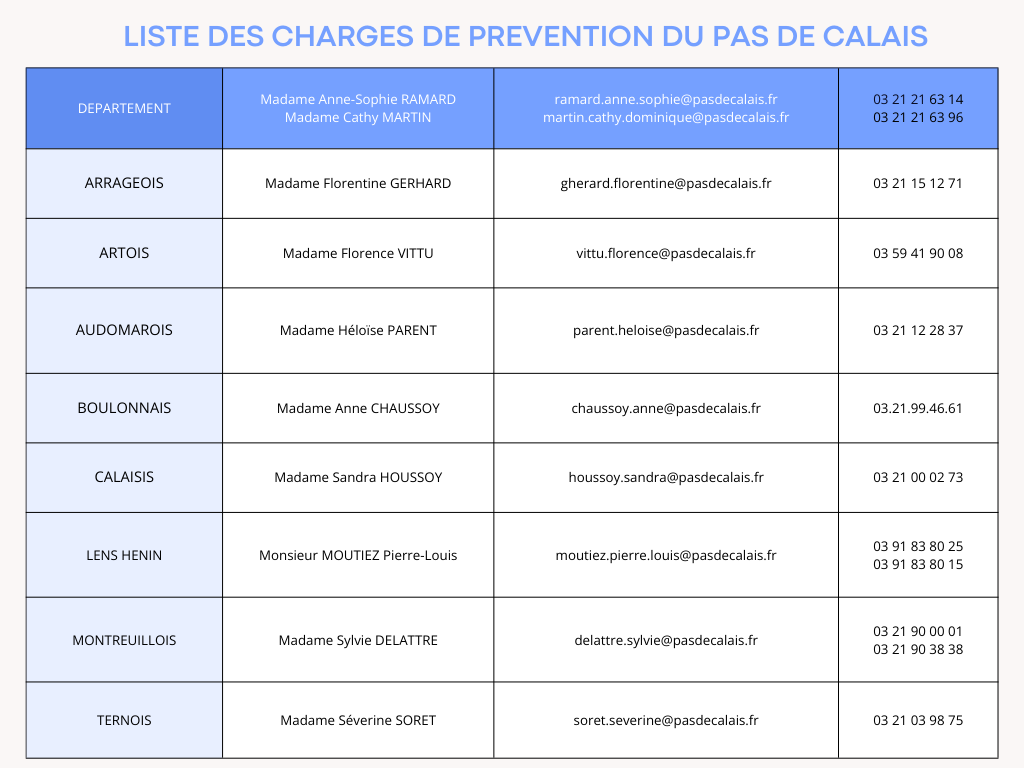 LISTE DES CHARGES DE PREVENTION DU PAS DE CALAIS
DEPARTEMENT
Madame Anne-Sophie RAMARD
Madame Cathy MARTIN
ramard.anne.sophie@pasdecalais.fr
martin.cathy.dominique@pasdecalais.fr
03 21 21 63 14
03 21 21 63 96
ARRAGEOIS
Madame Florentine GERHARD
gherard.florentine@pasdecalais.fr
03 21 15 12 71
ARTOIS
Madame Florence VITTU
vittu.florence@pasdecalais.fr
03 59 41 90 08
AUDOMAROIS
Madame Héloïse PARENT
parent.heloise@pasdecalais.fr
03 21 12 28 37
BOULONNAIS
Madame Anne CHAUSSOY
chaussoy.anne@pasdecalais.fr
03.21.99.46.61
CALAISIS
Madame Sandra HOUSSOY
houssoy.sandra@pasdecalais.fr
03 21 00 02 73
LENS HENIN
Monsieur MOUTIEZ Pierre-Louis
moutiez.pierre.louis@pasdecalais.fr
03 91 83 80 25
03 91 83 80 15
MONTREUILLOIS
Madame Sylvie DELATTRE
delattre.sylvie@pasdecalais.fr
03 21 90 00 01
03 21 90 38 38
TERNOIS
Madame Séverine SORET
soret.severine@pasdecalais.fr
03 21 03 98 75